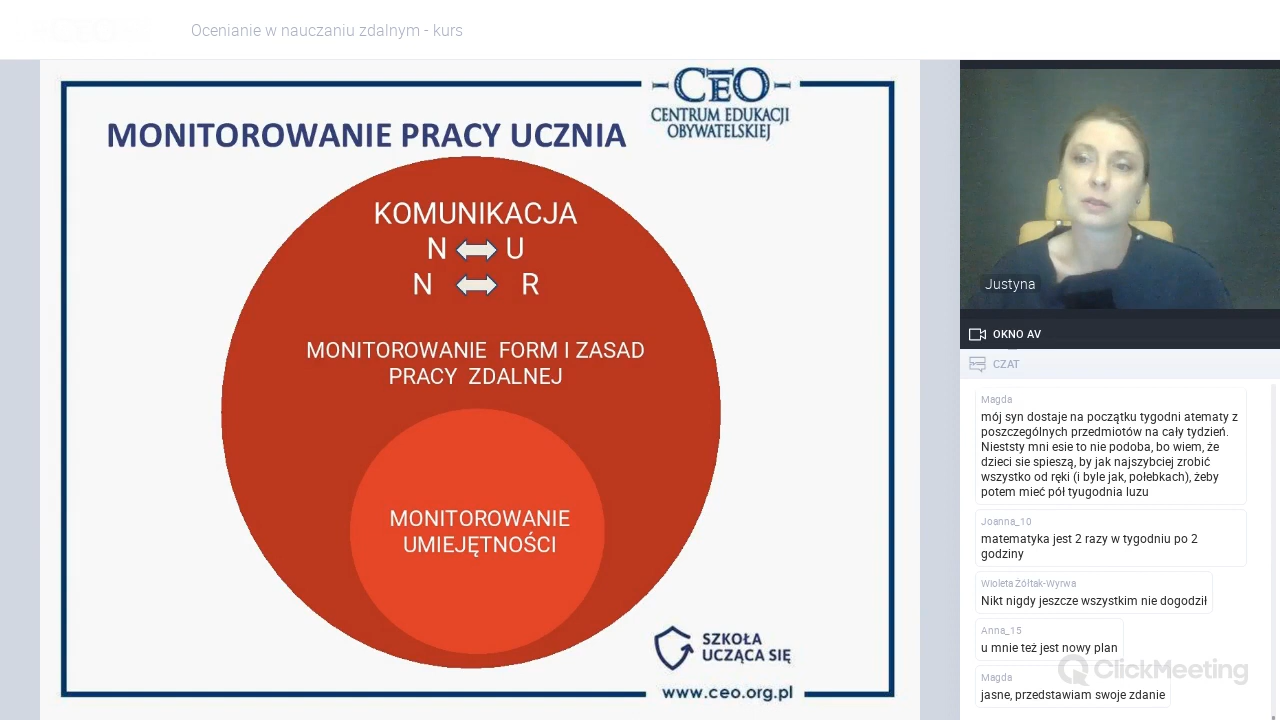 Ocenianie w nauczaniu zdalnym - kurs
CEO
CENTRUM EDUKACJI
OBYWATELSKIEJ
MONITOROWANIE PRACY UCZNIA
KOMUNIKACJA
N U
N R
MONITOROWANIE FORM I ZASAD
PRACY ZDALNEJ
MONITOROWANIE
UMIEJĘTNOŚCI
SZKOŁA
UCZĄCA SIĘ
www.ceo.org.pl
Justyna
OKNO AV
CZAT
Magda
mój syn dostaje na początku tygodni atematy z
poszczególnych przedmiotów na cały tydzień.
Nieststy mni esie to nie podoba, bo wiem, że
dzieci sie spieszą, by jak najszybciej zrobić
wszystko od ręki (i byle jak, połebkach), żeby
potem mieć pół tyugodnia luzu
Joanna_10
matematyka jest 2 razy w tygodniu po 2
godziny
Wioleta Żółtak-Wyrwa
Nikt nigdy jeszcze wszystkim nie dogodził
Anna_15
u mnie też jest nowy plan
Magda
jasne, przedstawiam swoje zdanie
ClickMeeting